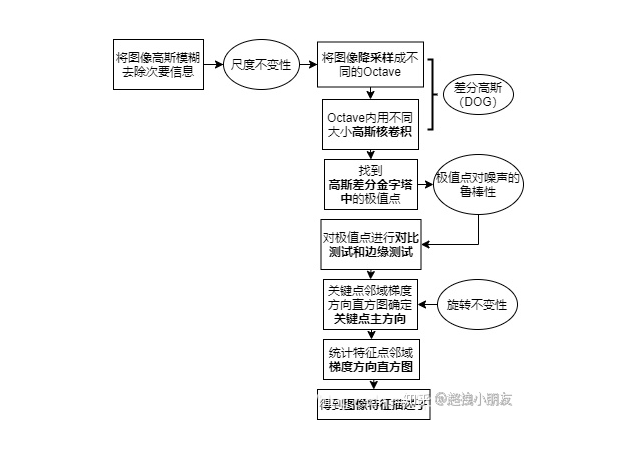 将图像高斯模糊
去除次要信息
尺度不变性
将图像降采样成不
同的Octave
差分高斯
（DOG）
Octave内用不同
大小高斯核卷积
找到
高斯差分金字塔
中的极值点
极值点对噪声的
鲁棒性
对极值点进行对比
测试和边缘测试
关键点邻域梯度
方向直方图确定
关键点主方向
旋转不变性
统计特征点邻域
梯度方向直方图
得到图像特征描述子
知乎 @超逸小朋友